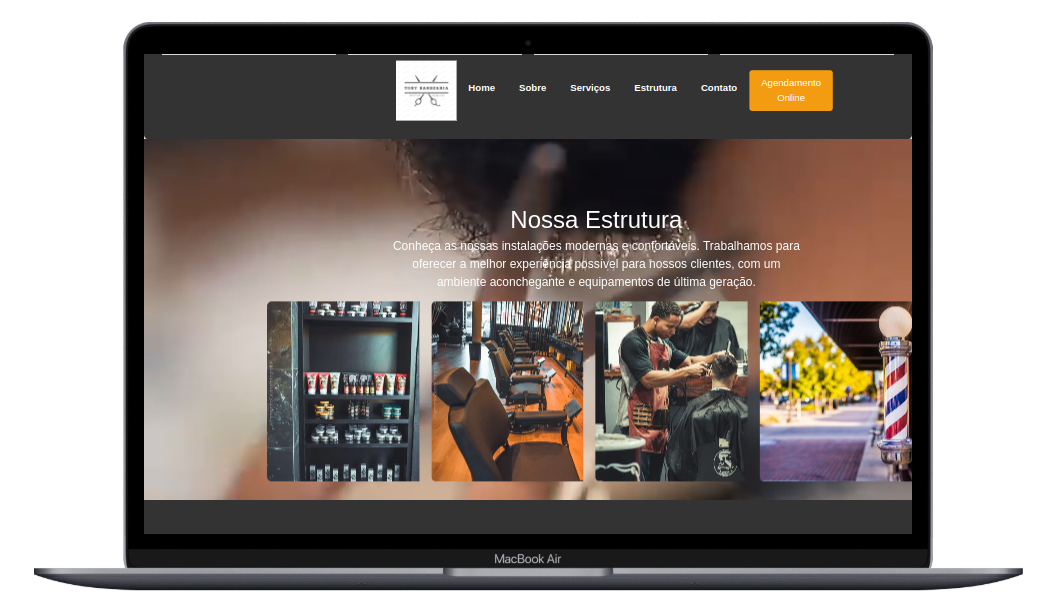 TONY BARBEARIA
Home Sobre Serviços Estrutura Contato
Agendamento
Online
Nossa Estrutura
Conheça as nossas instalações modernas e confortáveis. Trabalhamos para
oferecer a melhor experiência possível para nossos clientes, com um
ambiente aconchegante e equipamentos de última geração.
MacBook Air